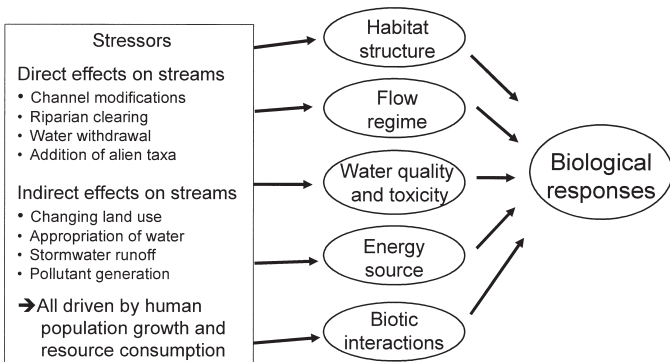 Stressors
Direct effects on streams
• Channel modifications
• Riparian clearing
• Water withdrawal
• Addition of alien taxa
Indirect effects on streams
• Changing land use
• Appropriation of water
• Stormwater runoff
• Pollutant generation
➔All driven by human
population growth and
resource consumption
Habitat
structure
Flow
regime
Water quality
and toxicity
Energy
source
Biotic
interactions
Biological
responses